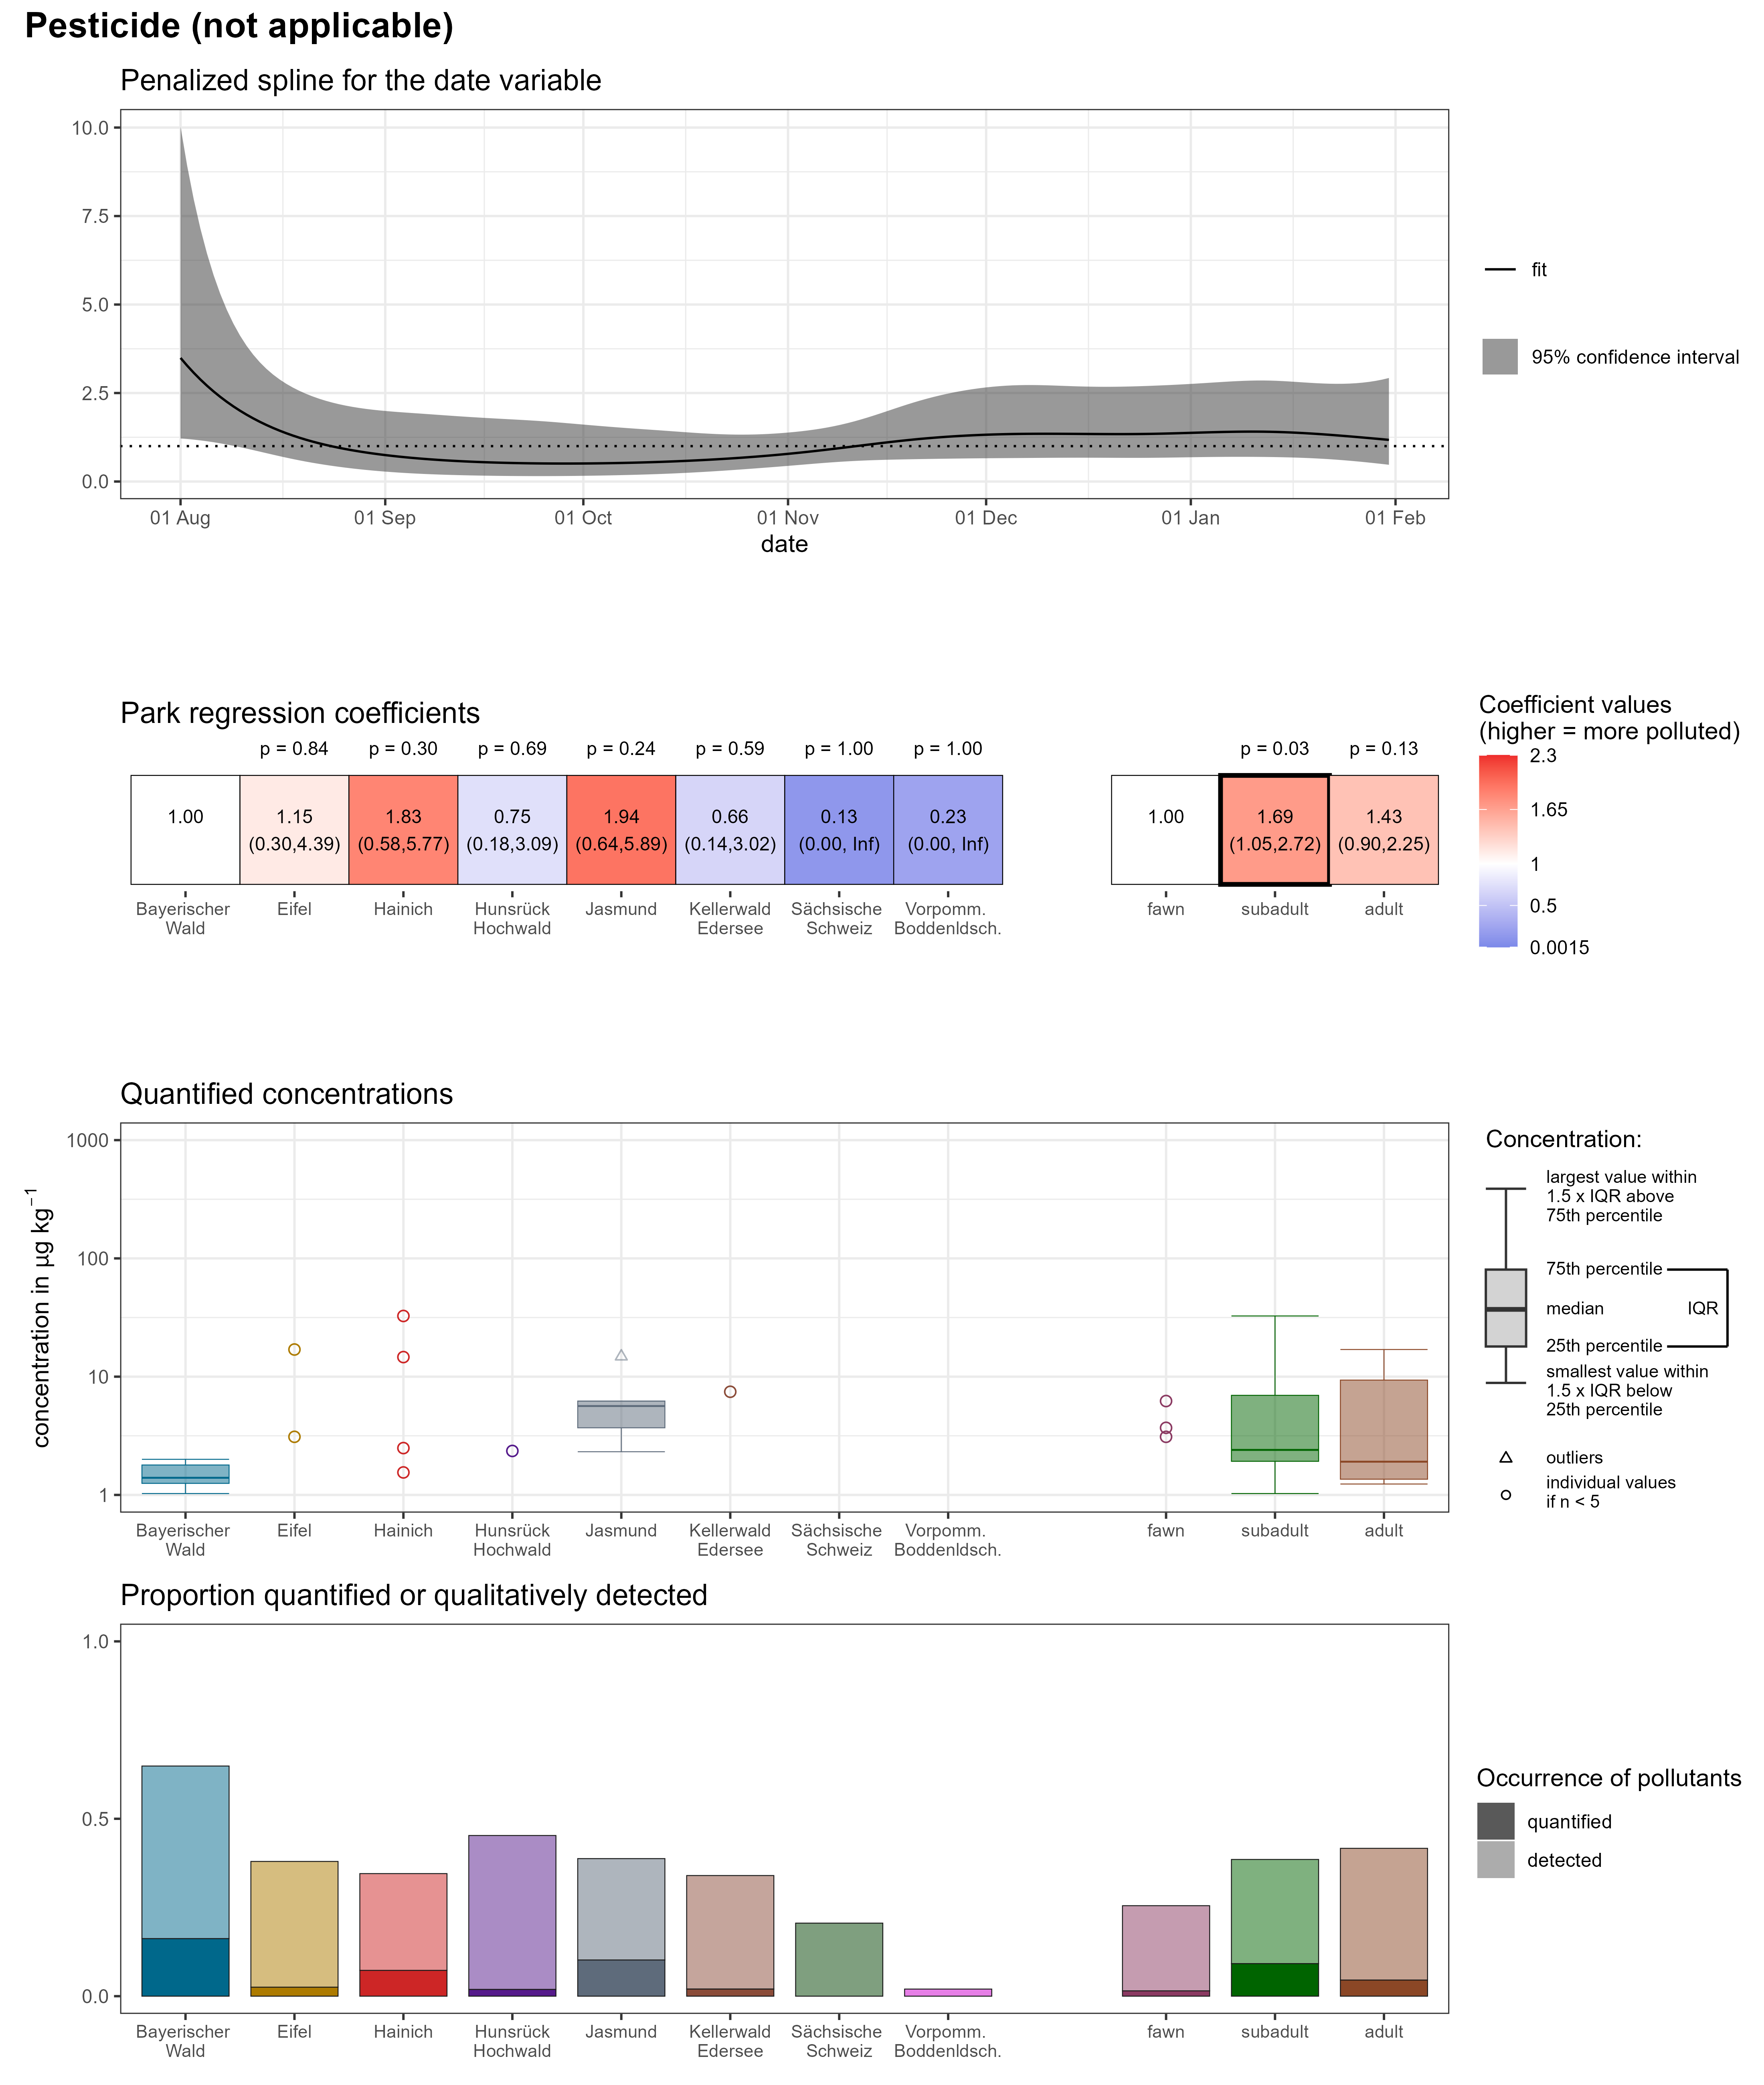 Pesticide (not applicable)
Penalized spline for the date variable
10.0
7.5
5.0
2.5
0.0
01 Aug
01 Sep
01 Oct
01 Nov
01 Dec
01 Jan
01 Feb
date
fit
95% confidence interval
Park regression coefficients
p = 0.84
p = 0.30
p = 0.69
p = 0.24
p = 0.59
p = 1.00
p = 1.00
p = 0.03
p = 0.13
1.00
1.15
(0.30,4.39)
1.83
(0.58,5.77)
0.75
(0.18,3.09)
1.94
(0.64,5.89)
0.66
(0.14,3.02)
0.13
(0.00, Inf)
0.23
(0.00, Inf)
1.00
1.69
(1.05,2.72)
1.43
(0.90,2.25)
Bayerischer
Wald
Eifel
Hainich
Hunsrück
Hochwald
Jasmund
Kellerwald
Edersee
Sächsische
Schweiz
Vorpomm.
Boddenldsch.
fawn
subadult
adult
Coefficient values
(higher = more polluted)
2.3
1.65
1
0.5
0.0015
Quantified concentrations
concentration in µg kg⁻¹
1000
100
10
1
Bayerischer
Wald
Eifel
Hainich
Hunsrück
Hochwald
Jasmund
Kellerwald
Edersee
Sächsische
Schweiz
Vorpomm.
Boddenldsch.
fawn
subadult
adult
Concentration:
largest value within
1.5 x IQR above
75th percentile
75th percentile
median
IQR
25th percentile
smallest value within
1.5 x IQR below
25th percentile
outliers
individual values
if n < 5
Proportion quantified or qualitatively detected
1.0
0.5
0.0
Bayerischer
Wald
Eifel
Hainich
Hunsrück
Hochwald
Jasmund
Kellerwald
Edersee
Sächsische
Schweiz
Vorpomm.
Boddenldsch.
fawn
subadult
adult
Occurrence of pollutants
quantified
detected